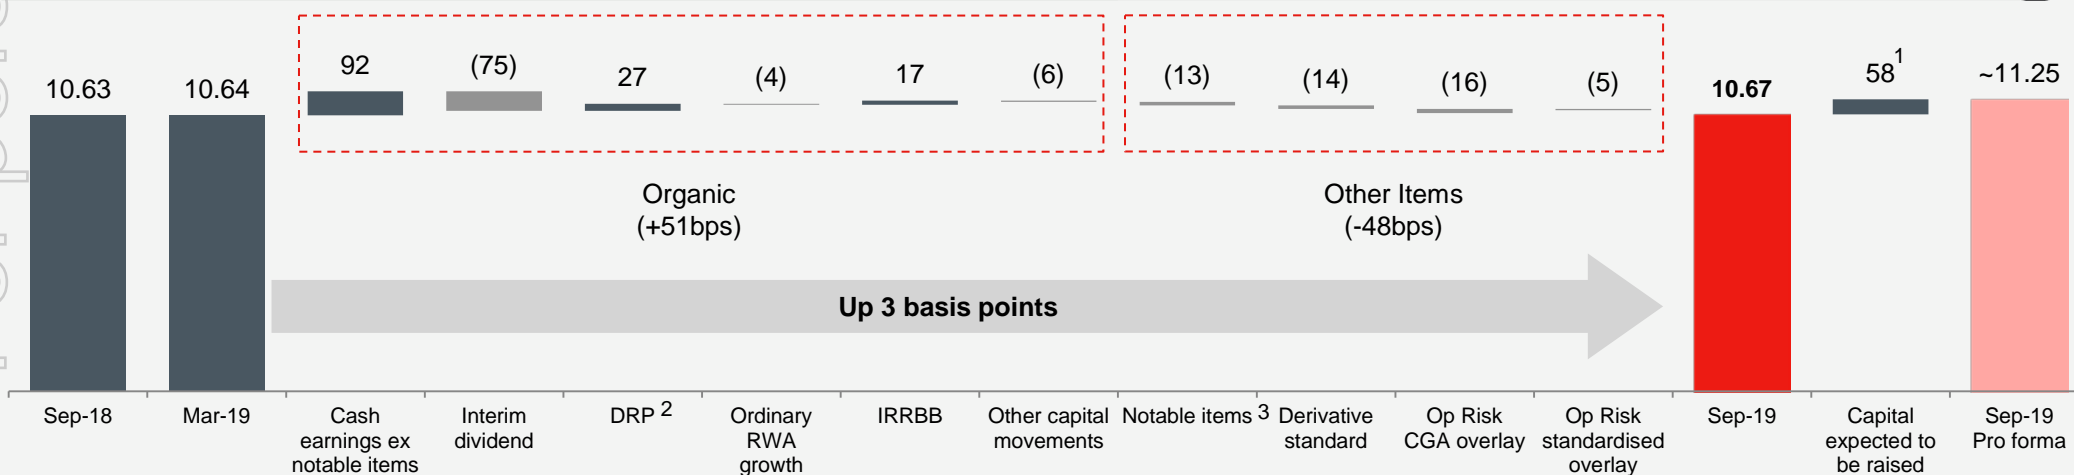 10.63
10.64
92
(75)
27
(4)
17
(6)
(13)
(14)
(16)
(5)
10.67
58¹
~11.25
Organic
(+51bps)
Other Items
(-48bps)
Up 3 basis points
Sep-18
Mar-19
Cash
earnings ex
notable items
Interim
dividend
DRP 2
Ordinary
RWA
growth
IRRBB
Other capital
movements
Notable items 3
Derivative
standard
Op Risk
CGA overlay
Op Risk
standardised
overlay
Sep-19
Capital
expected to
be raised
Sep-19
Pro forma